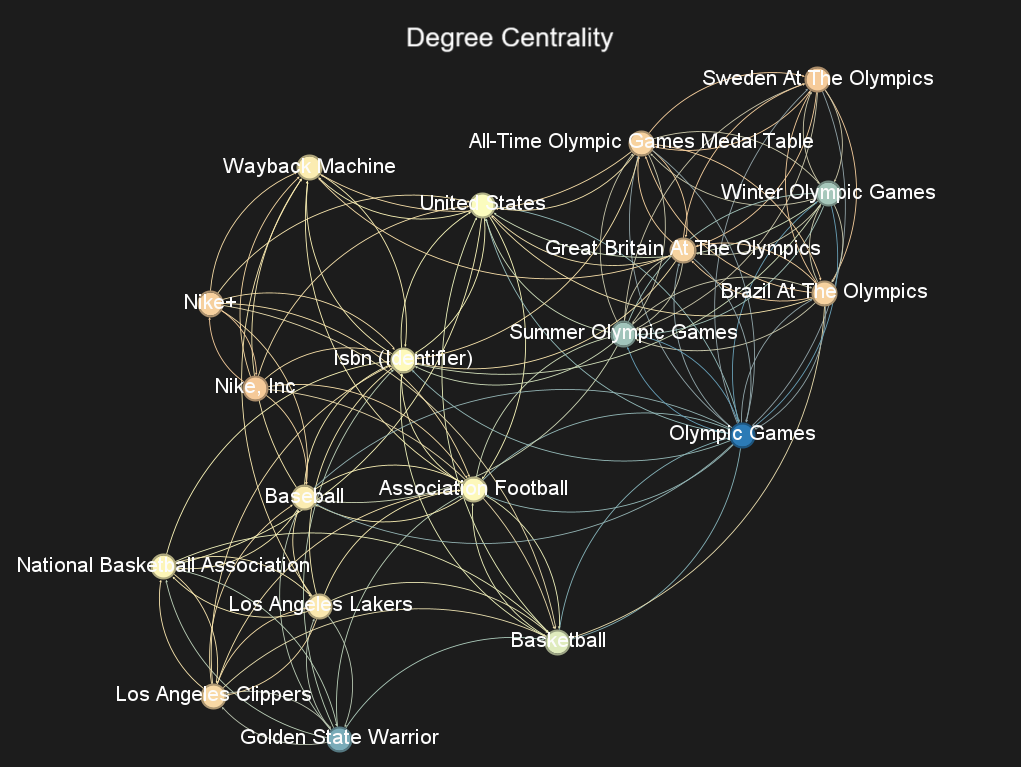 Degree Centrality
Sweden At The Olympics
All-Time Olympic Games Medal Table
Wayback Machine
Winter Olympic Games
United States
Great Britain At The Olympics
Brazil At The Olympics
Nike+
Summer Olympic Games
Isbn (Identifier)
Nike, Inc
Olympic Games
Association Football
Baseball
National Basketball Association
Los Angeles Lakers
Basketball
Los Angeles Clippers
Golden State Warrior